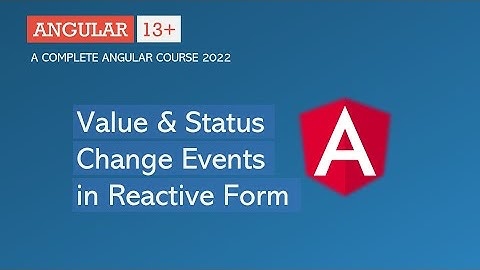 ANGULAR 13+
A COMPLETE ANGULAR COURSE 2022
Value & Status
Change Events
in Reactive Form
A